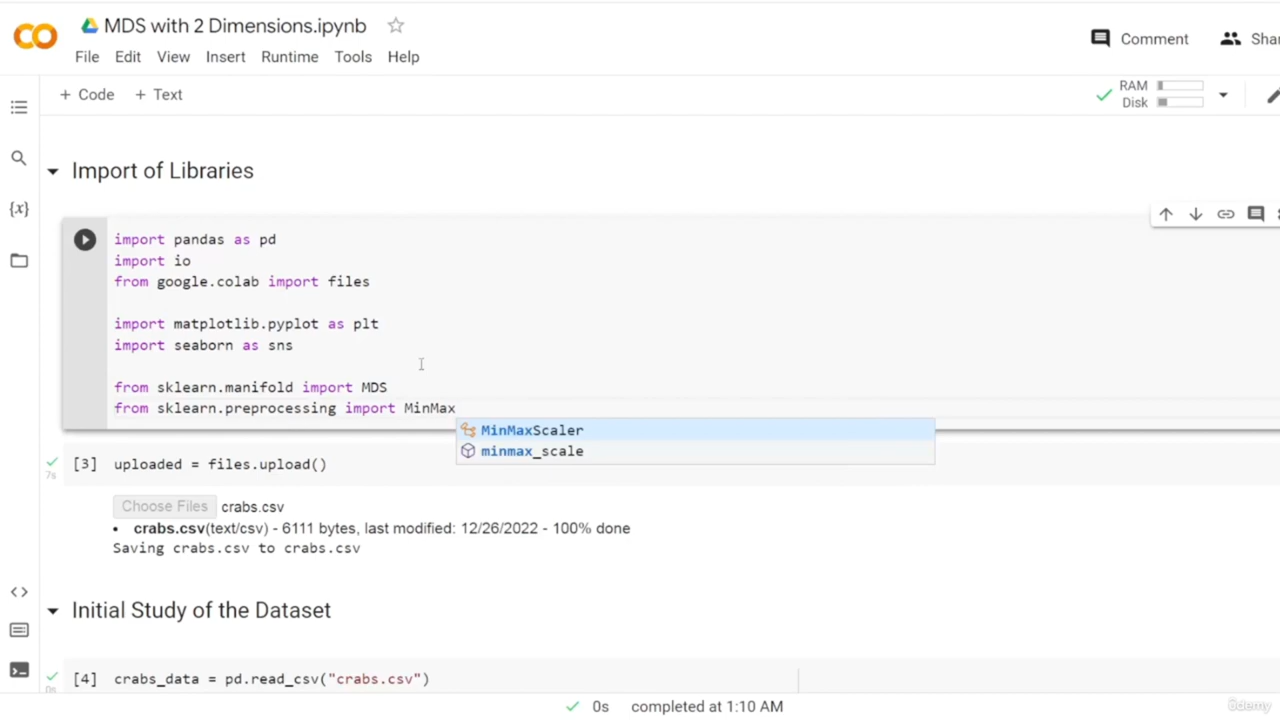 MDS with 2 Dimensions.ipynb
File Edit View Insert Runtime Tools Help
Comment
+ Code + Text
RAM
Disk
Import of Libraries
{x}
import pandas as pd
import io
from google.colab import files
import matplotlib.pyplot as plt
import seaborn as sns
from sklearn.manifold import MDS
from sklearn.preprocessing import MinMax
MinMaxScaler
minmax_scale
[3] uploaded = files.upload()
7s
Choose Files crabs.csv
• crabs.csv(text/csv) - 6111 bytes, last modified: 12/26/2022 - 100% done
Saving crabs.csv to crabs.csv
Initial Study of the Dataset
[4] crabs_data = pd.read_csv("crabs.csv")
0s
0s completed at 1:10 AM
ûdemy